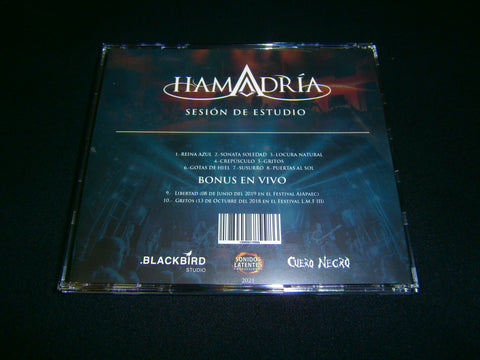 HAMADRÍA
SESIÓN DE ESTUDIO
1.-REINA AZUL 2.-SONATA SOLEDAD 3.-LOCURA NATURAL
4.-CREPÚSCULO 5.-GRITOS
6.-GOTAS DE HIEL 7.-SUSURRO 8.-PUERTAS AL SOL
BONUS EN VIVO
9.- LIBERTAD (08 DE JUNIO DEL 2019 EN EL FESTIVAL AIAPAEC)
10.- GRITOS (13 DE OCTUBRE DEL 2018 EN EL FESTIVAL L.M.F III)
.BLACKBIRD
STUDIO
SONIDOS
LATENTES
CUERO NEGRO
2021